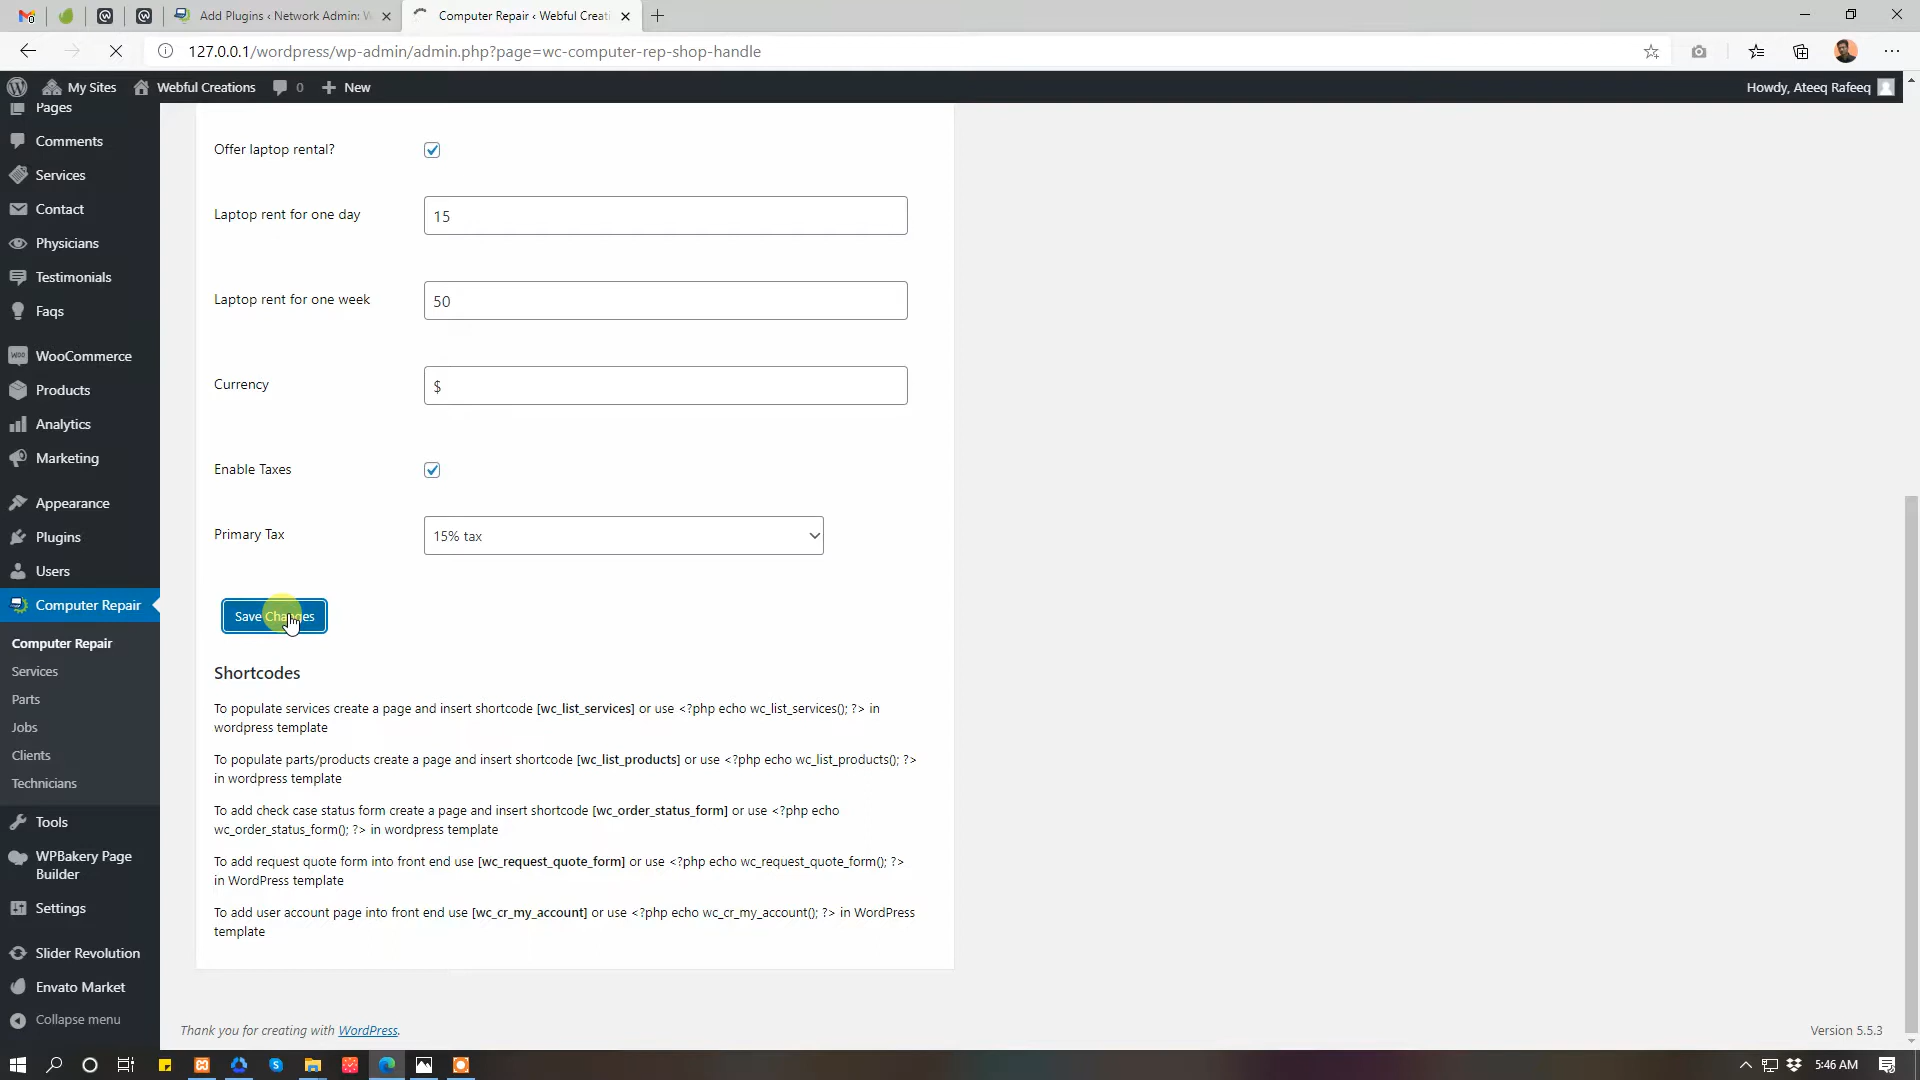 Add Plugins ‹ Network Admin: W
Computer Repair ‹ Webful Creati
127.0.0.1/wordpress/wp-admin/admin.php?page=wc-computer-rep-shop-handle
My Sites
Webful Creations
0
New
Howdy, Ateeq Rafeeq
Pages
Comments
Services
Contact
Physicians
Testimonials
Faqs
WooCommerce
Products
Analytics
Marketing
Appearance
Plugins
Users
Computer Repair
Computer Repair
Services
Parts
Jobs
Clients
Technicians
Tools
WPBakery Page
Builder
Settings
Slider Revolution
Envato Market
Collapse menu
Offer laptop rental?
Laptop rent for one day
15
Laptop rent for one week
50
Currency
$
Enable Taxes
Primary Tax
15% tax
Save Changes
Shortcodes
To populate services create a page and insert shortcode [wc_list_services] or use <?php echo wc_list_services(); ?> in
wordpress template
To populate parts/products create a page and insert shortcode [wc_list_products] or use <?php echo wc_list_products(); ?>
in wordpress template
To add check case status form create a page and insert shortcode [wc_order_status_form] or use <?php echo
wc_order_status_form(); ?> in wordpress template
To add request quote form into front end use [wc_request_quote_form] or use <?php echo wc_request_quote_form(); ?>
in WordPress template
To add user account page into front end use [wc_cr_my_account] or use <?php echo wc_cr_my_account(); ?> in WordPress
template
Thank you for creating with WordPress.
Version 5.5.3
5:46 AM